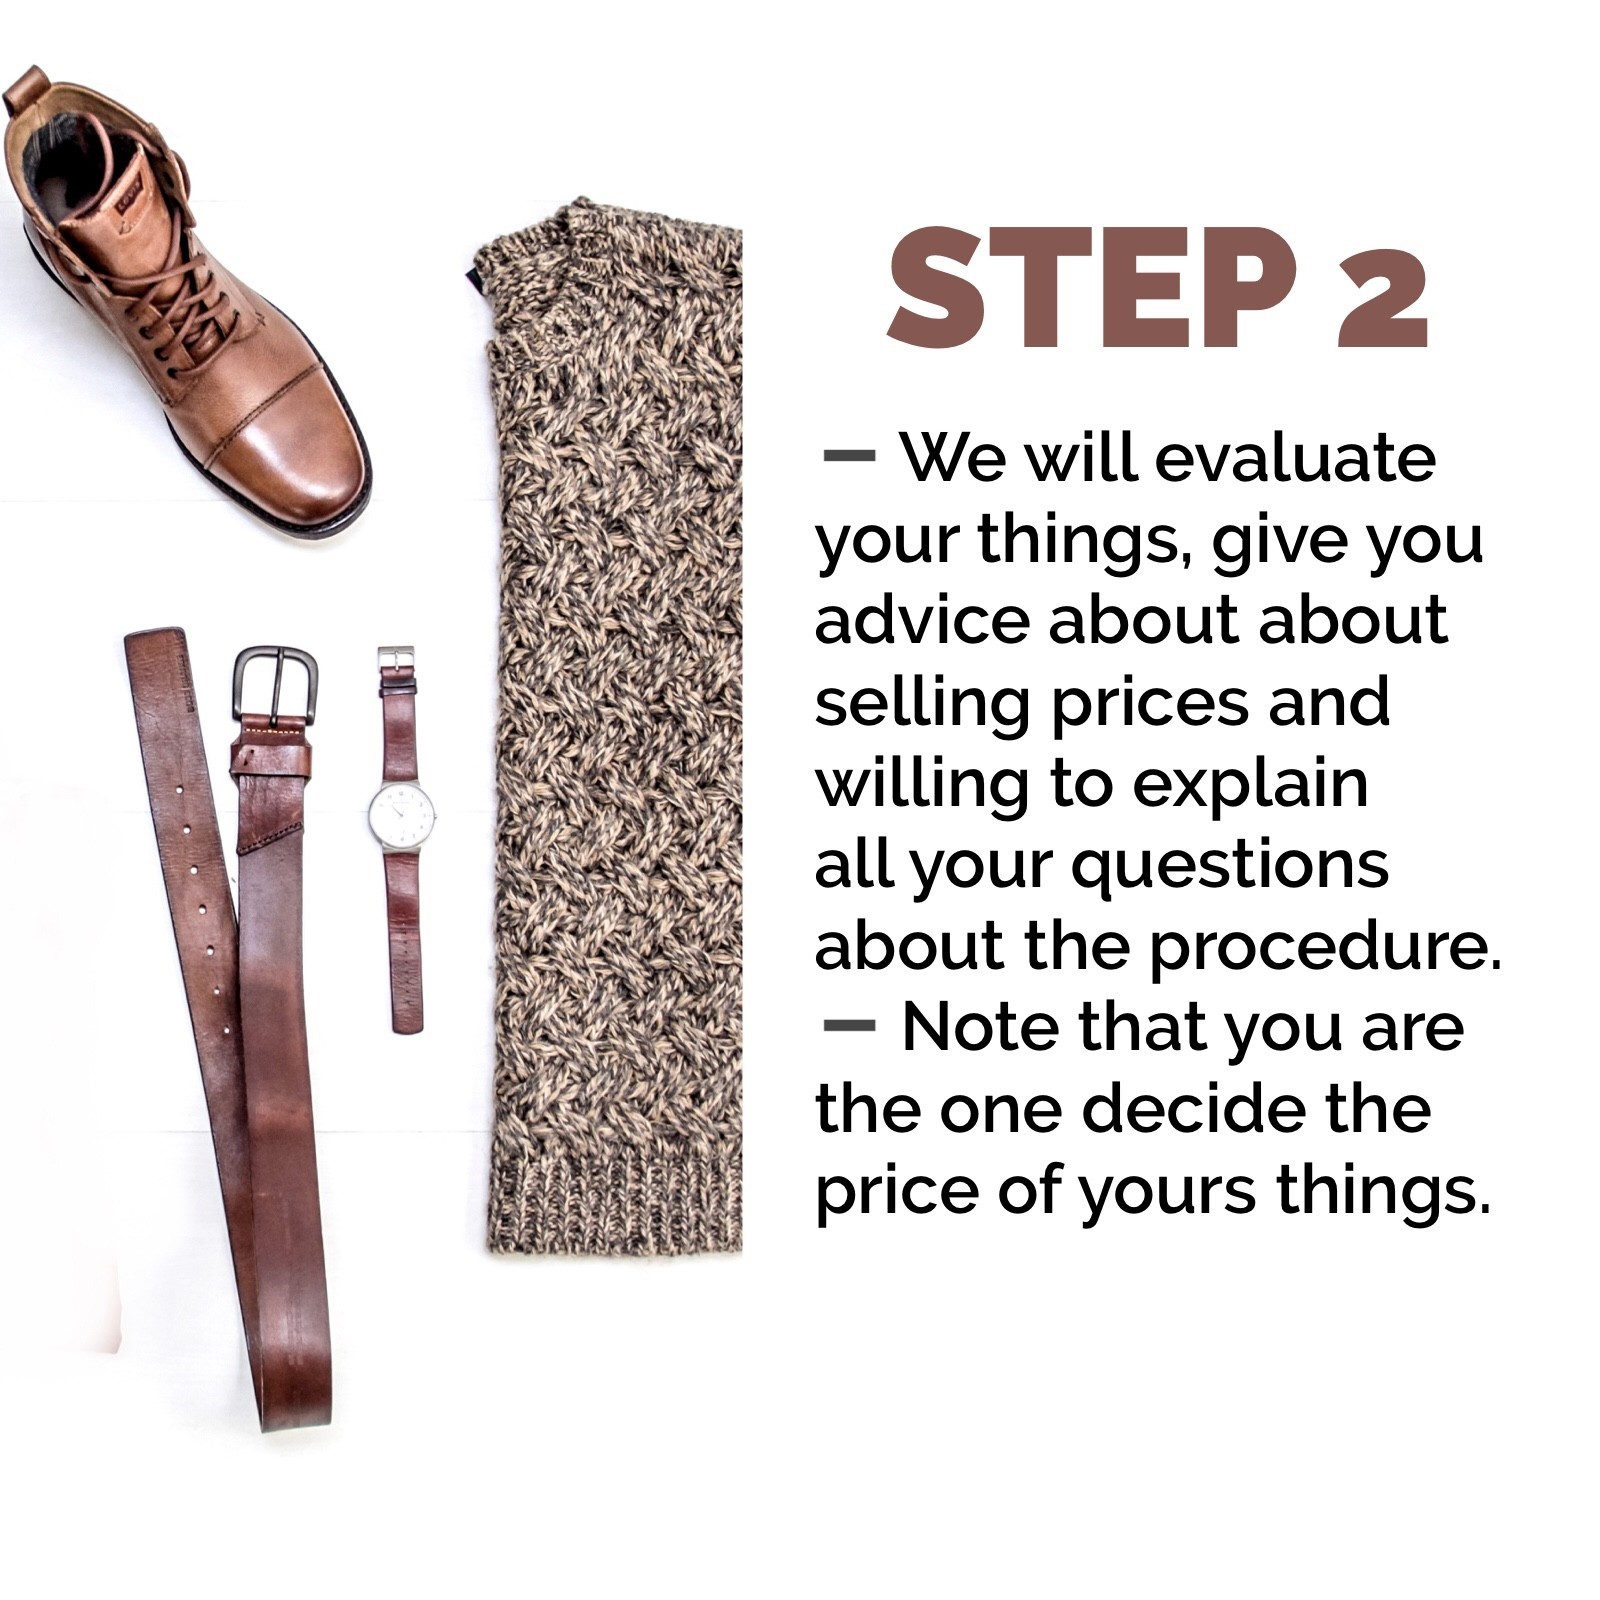 STEP 2
— We will evaluate
your things, give you
advice about about
selling prices and
willing to explain
all your questions
about the procedure.
— Note that you are
the one decide the
price of yours things.